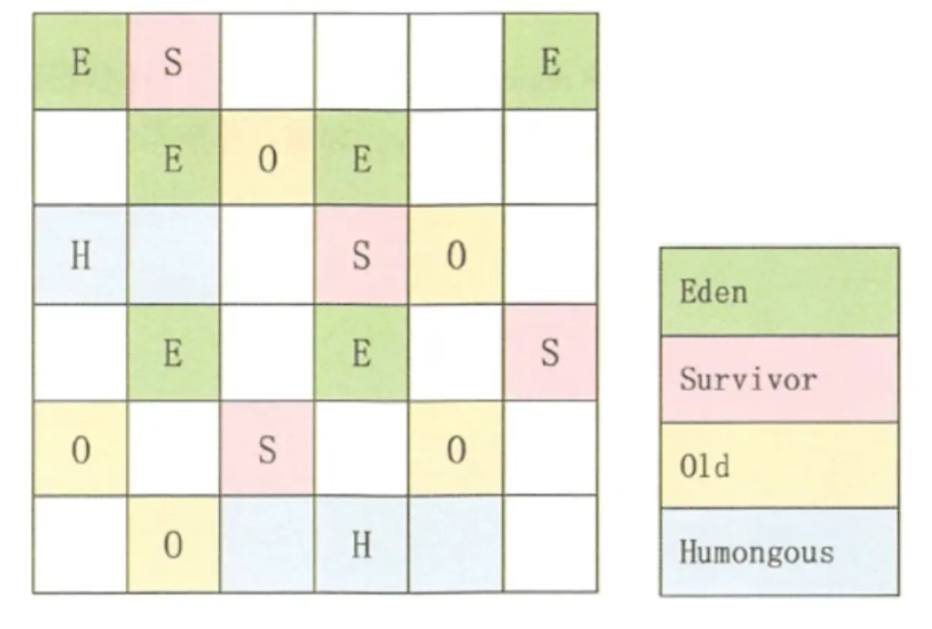 E S E
E O E
H S O
E E S
O S O
O H
Eden
Survivor
Old
Humongous